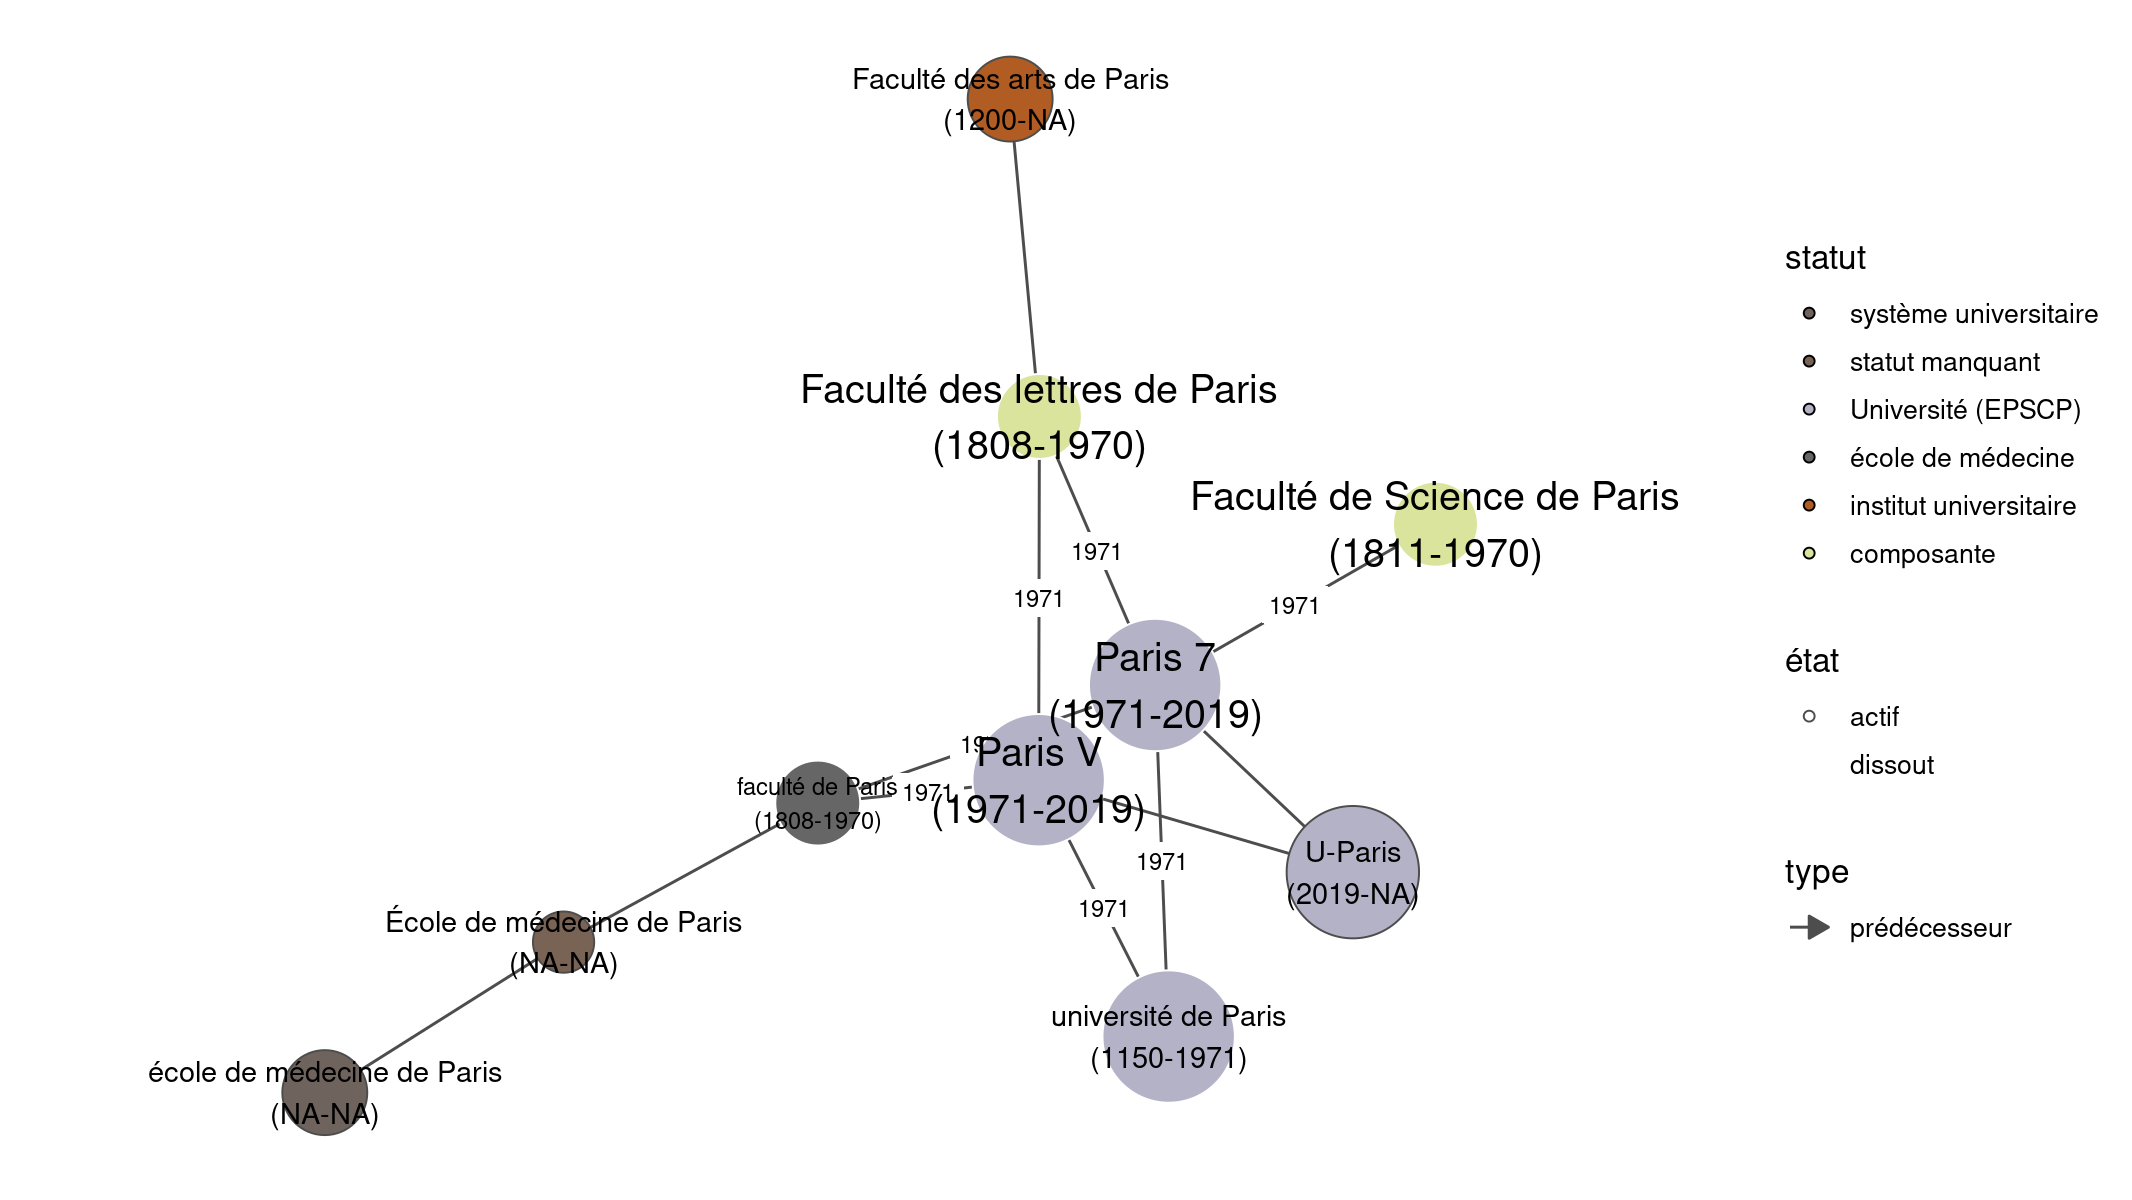 Faculté des arts de Paris
(1200-NA)
Faculté des lettres de Paris
(1808-1970)
Faculté de Science de Paris
(1811-1970)
1971
1971
1971
Paris 7
(1971-2019)
Paris V
(1971-2019)
faculté de Paris
(1808-1970)
1971
U-Paris
(2019-NA)
1971
1971
École de médecine de Paris
(NA-NA)
université de Paris
(1150-1971)
école de médecine de Paris
(NA-NA)
statut
système universitaire
statut manquant
Université (EPSCP)
école de médecine
institut universitaire
composante
état
actif
dissout
type
prédécesseur